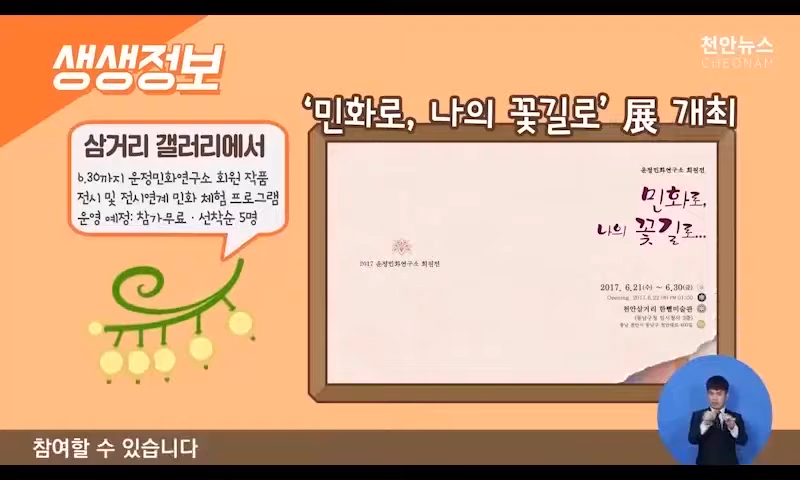 생생정보
천안뉴스
CHEONAN
'민화로, 나의 꽃길로' 展 개최
삼거리 갤러리에서
6.30까지 운정민화연구소 회원 작품
전시 및 전시연계 민화 체험 프로그램
운영 예정: 참가무료 · 선착순 5명
운정민화연구소 회원전
민화로,
나의 꽃길로...
2017 운정민화연구소 회원전
2017. 6.21(수) ~ 6.30(금)
천안삼거리
참여할 수 있습니다